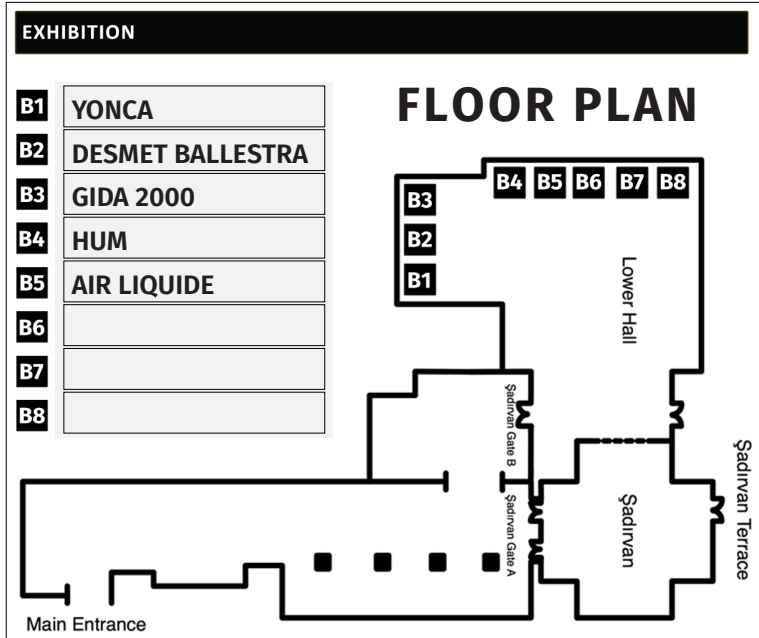 EXHIBITION
FLOOR PLAN
B1 YONCA
B2 DESMET BALLESTRA
B3 GIDA 2000
B4 HUM
B5 AIR LIQUIDE
B6
B7
B8
B4 B5 B6 B7 B8
B3
B2
B1
Lower Hall
Şadırvan Gate B
Şadırvan Gate A
Şadırvan
Şadırvan Terrace
Main Entrance